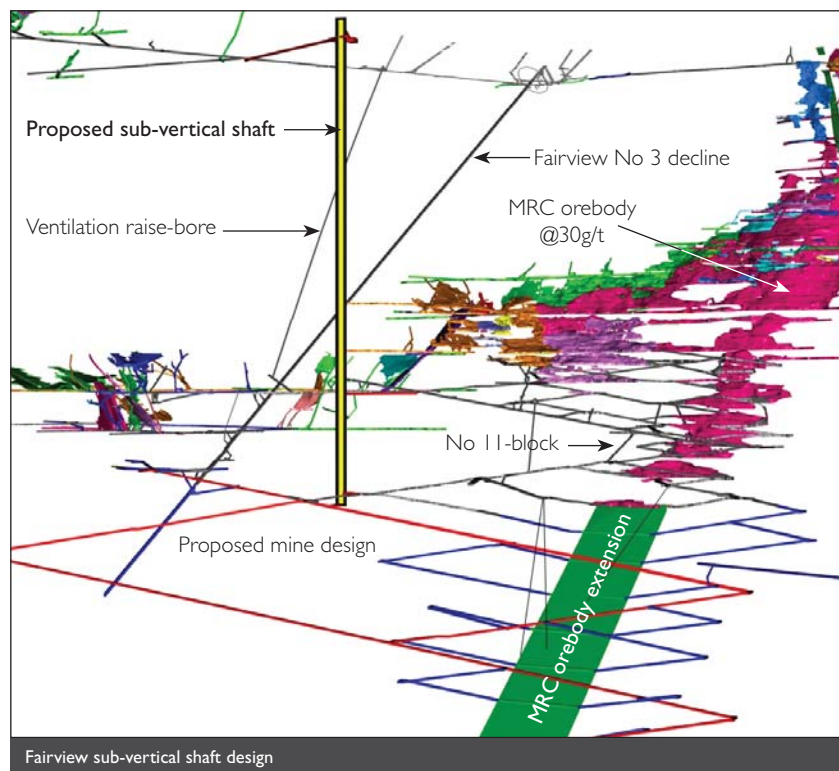 Proposed sub-vertical shaft
Fairview No 3 decline
MRC orebody
@30g/t
Ventilation raise-bore
No 11-block
Proposed mine design
MRC orebody extension
Fairview sub-vertical shaft design